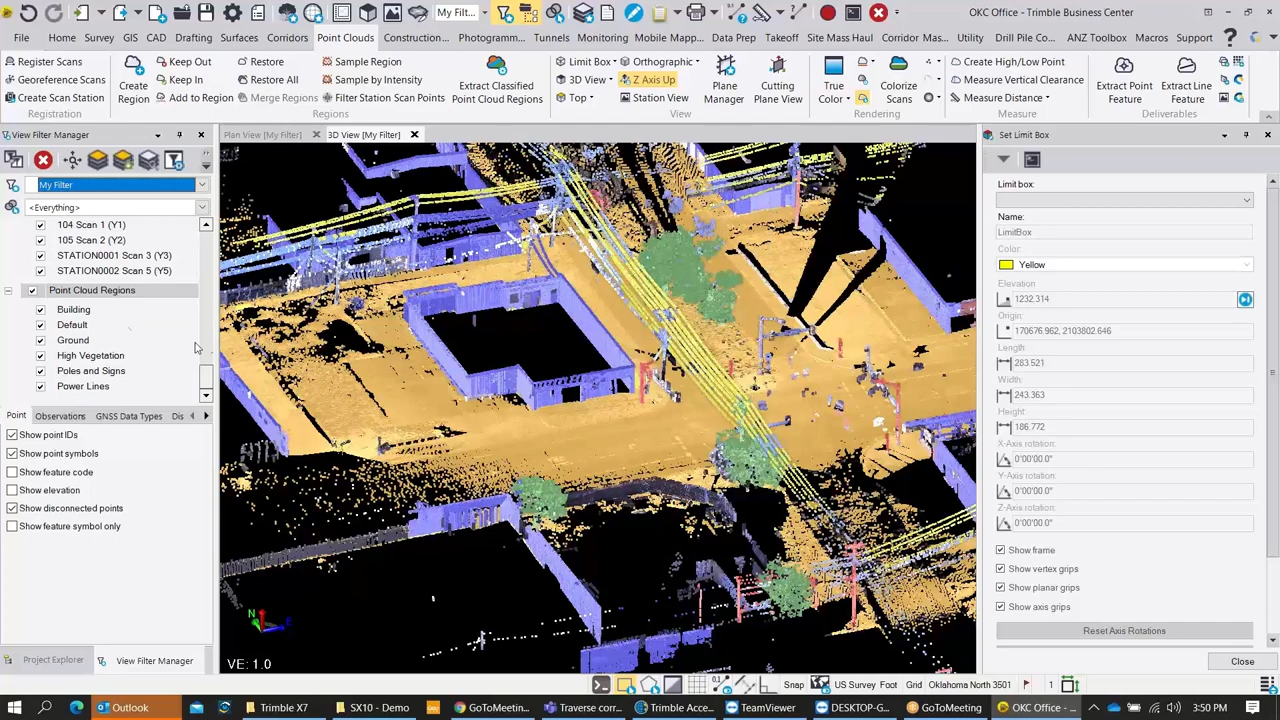 My Filt...
OKC Office - Trimble Business Center
File Home Survey GIS CAD Drafting Surfaces Corridors Point Clouds Construction... Photogramm... Tunnels Monitoring Mobile Mapp... Data Prep Takeoff Site Mass Haul Corridor Mas... Utility Drill Pile Co... ANZ Toolbox Macros Support
Register Scans
Georeference Scans
Create Scan Station
Registration
Create Region
Keep Out
Keep In
Add to Region
Restore
Restore All
Merge Regions
Sample Region
Sample by Intensity
Filter Station Scan Points
Extract Classified Point Cloud Regions
Regions
Limit Box
3D View
Top
Orthographic
Z Axis Up
Station View
Plane Manager
Cutting Plane View
View
True Color
Colorize Scans
Rendering
Create High/Low Point
Measure Vertical Clearance
Measure Distance
Measure
Extract Point Feature
Extract Line Feature
Deliverables
View Filter Manager
My Filter
<Everything>
104 Scan 1 (Y1)
105 Scan 2 (Y2)
STATION0001 Scan 3 (Y3)
STATION0002 Scan 5 (Y5)
Point Cloud Regions
Building
Default
Ground
High Vegetation
Poles and Signs
Power Lines
Point Observations GNSS Data Types Dis
Show point IDs
Show point symbols
Show feature code
Show elevation
Show disconnected points
Show feature symbol only
Project Explorer View Filter Manager
Plan View [My Filter] 3D View [My Filter]
N
E
VE: 1.0
Set Limit Box
Limit box:
Name:
LimitBox
Color:
Yellow
Elevation
1232.314
Origin:
170676.962, 2103802.646
Length:
283.521
Width:
243.363
Height:
186.772
X-Axis rotation:
0°00'00.0"
Y-Axis rotation:
0°00'00.0"
Z-Axis rotation:
0°00'00.0"
Show frame
Show vertex grips
Show planar grips
Show axis grips
Reset Axis Rotations
Close
Snap US Survey Foot Grid Oklahoma North 3501 1
Outlook Trimble X7 SX10 - Demo GoToMeeting Traverse corr... Trimble Acce... TeamViewer DESKTOP-G... GoToMeeting OKC Office - ... 3:50 PM